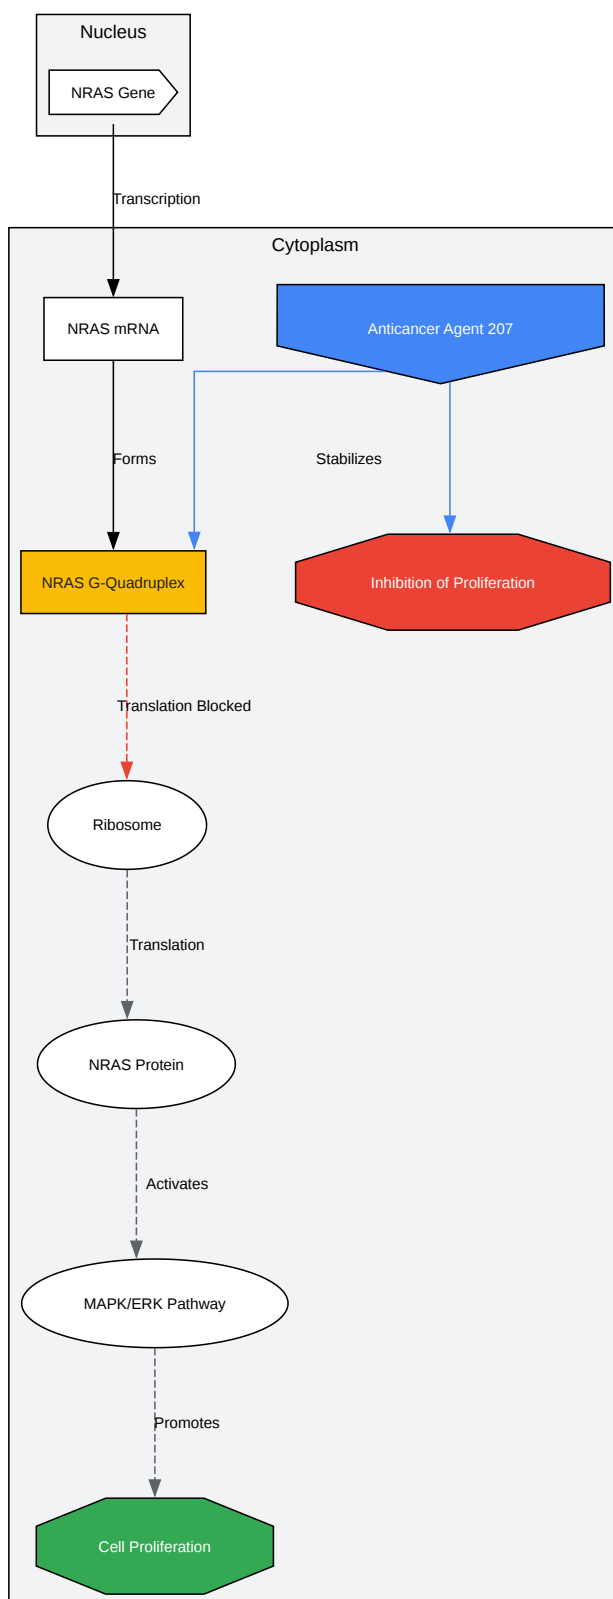 Nucleus
NRAS Gene
Transcription
Cytoplasm
NRAS mRNA
Anticancer Agent 207
Forms
Stabilizes
NRAS G-Quadruplex
Inhibition of Proliferation
Translation Blocked
Ribosome
Translation
NRAS Protein
Activates
MAPK/ERK Pathway
Promotes
Cell Proliferation